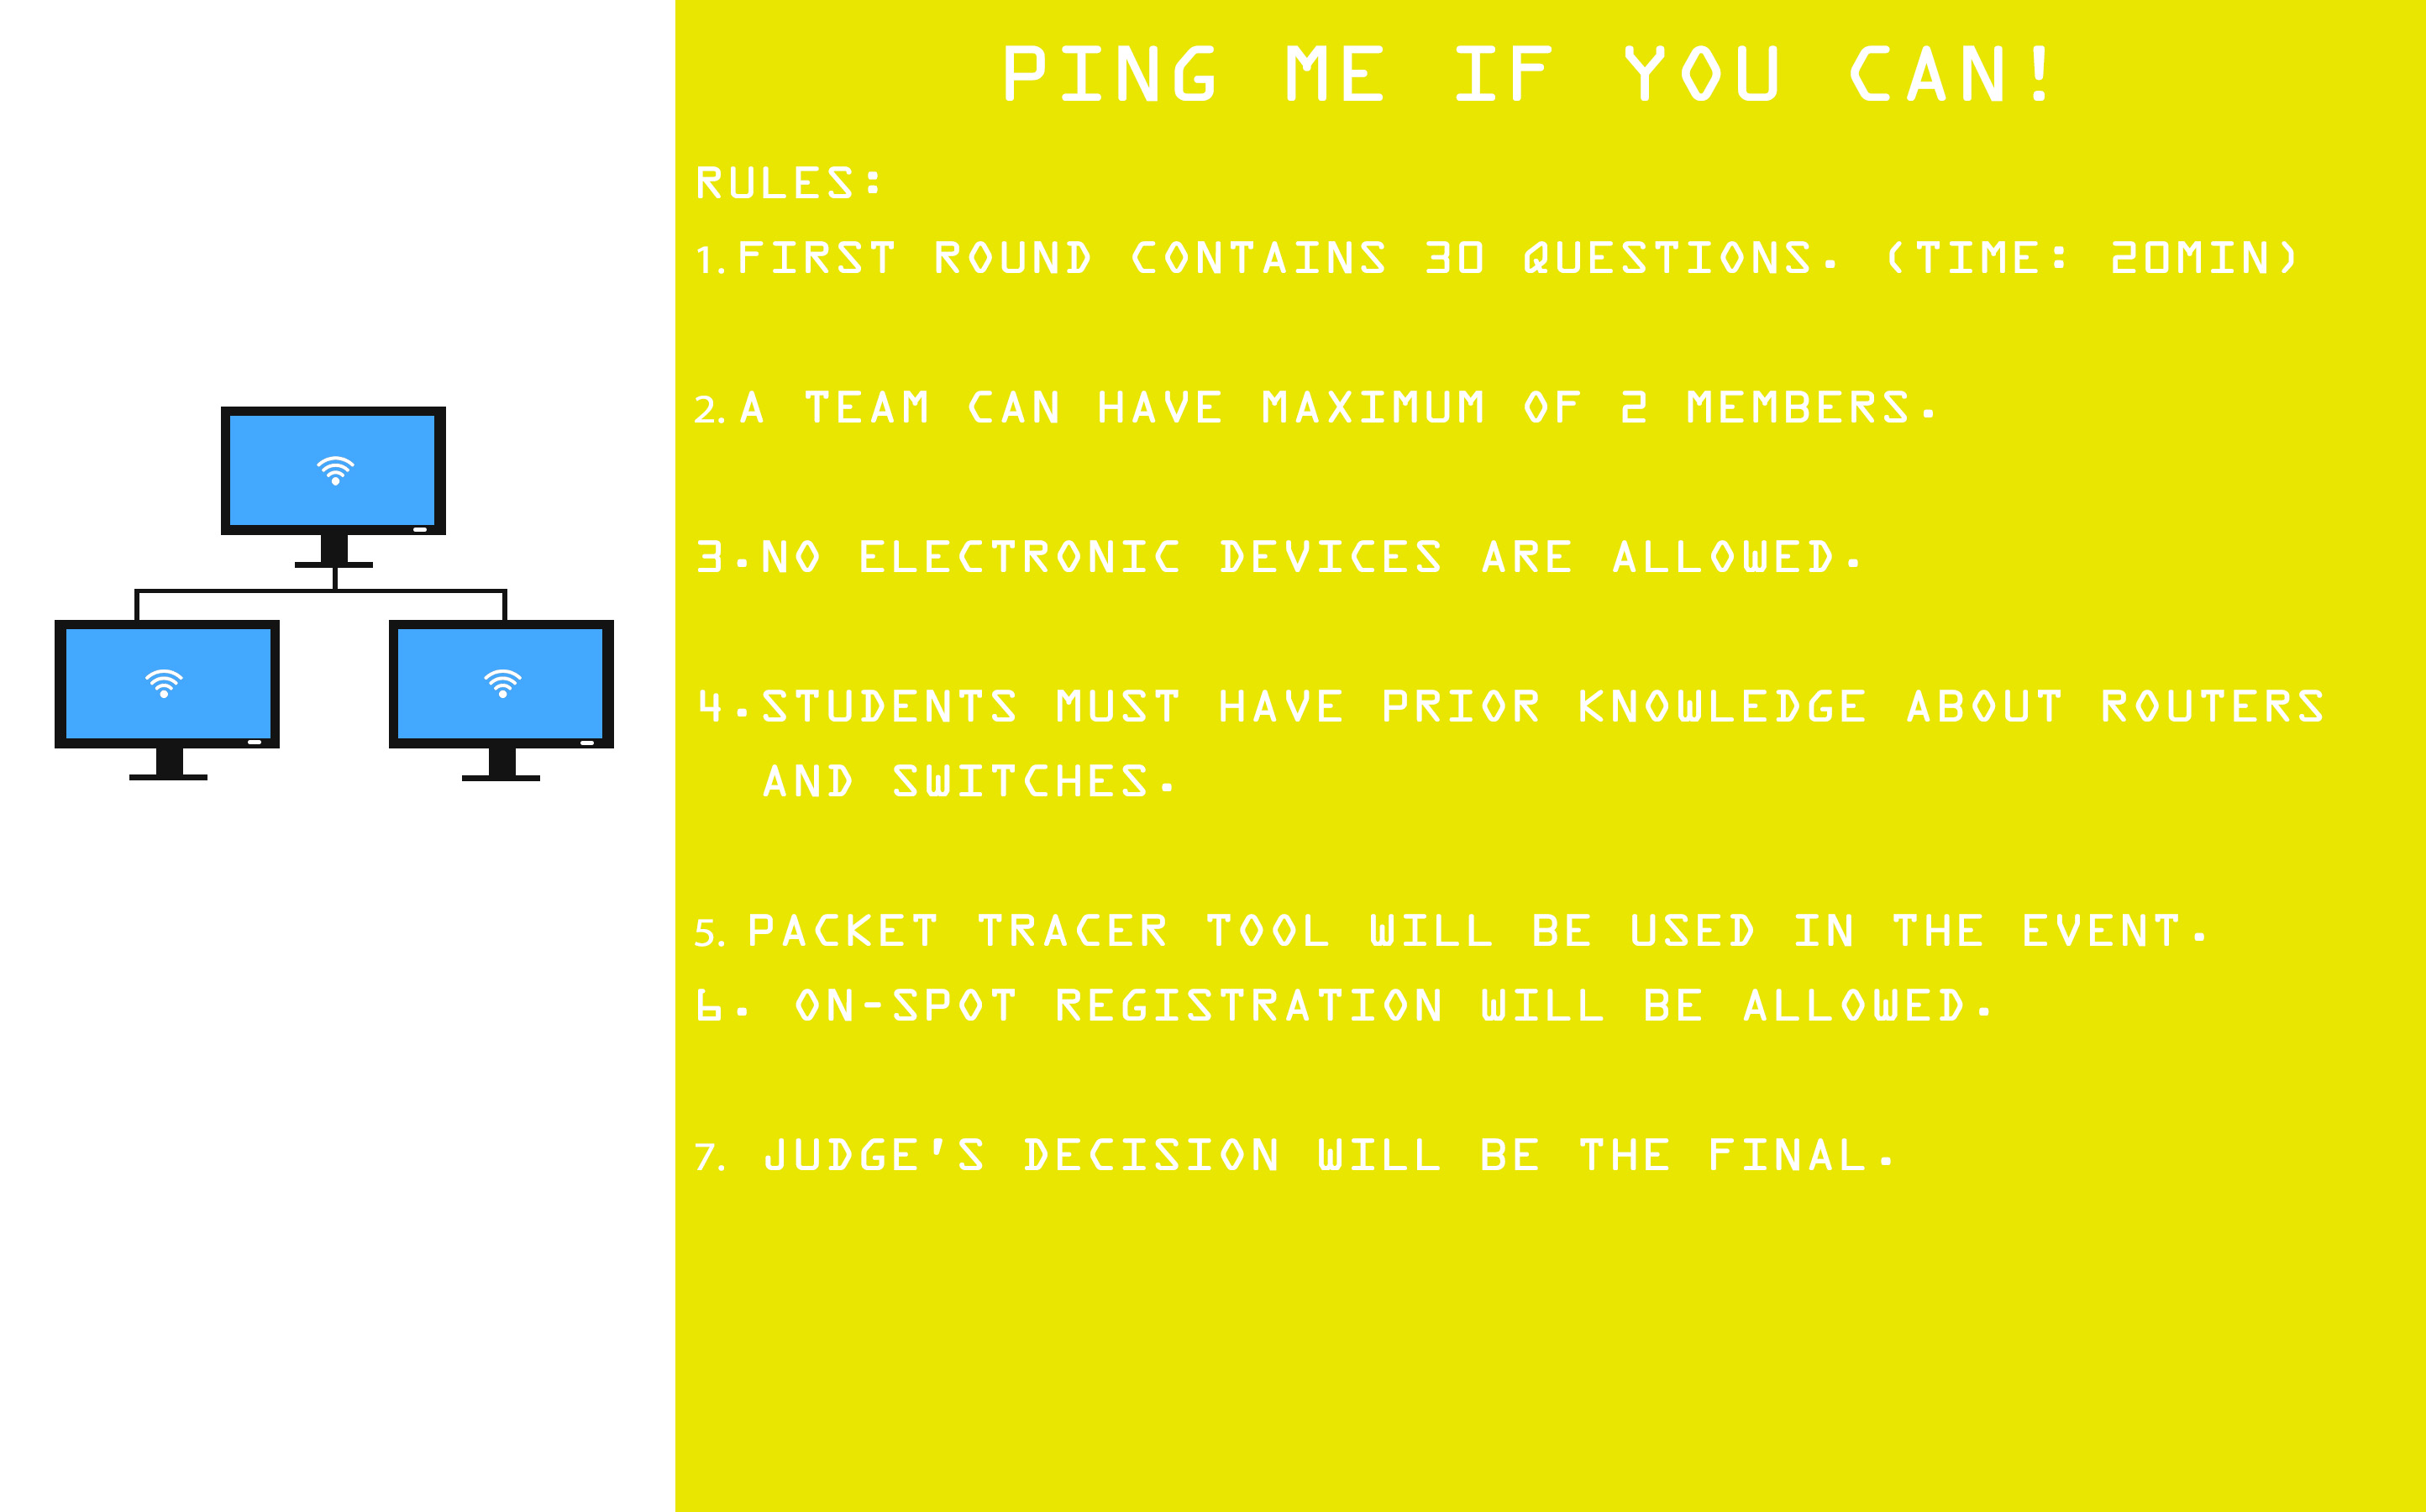 PING ME IF YOU CAN!
RULES:
1. FIRST ROUND CONTAINS 30 QUESTIONS. (TIME: 20MIN)
2. A TEAM CAN HAVE MAXIMUM OF 2 MEMBERS.
3.NO ELECTRONIC DEVICES ARE ALLOWED.
4.STUDENTS MUST HAVE PRIOR KNOWLEDGE ABOUT ROUTERS
AND SWITCHES.
5. PACKET TRACER TOOL WILL BE USED IN THE EVENT.
6. ON-SPOT REGISTRATION WILL BE ALLOWED.
7. JUDGE'S DECISION WILL BE THE FINAL.